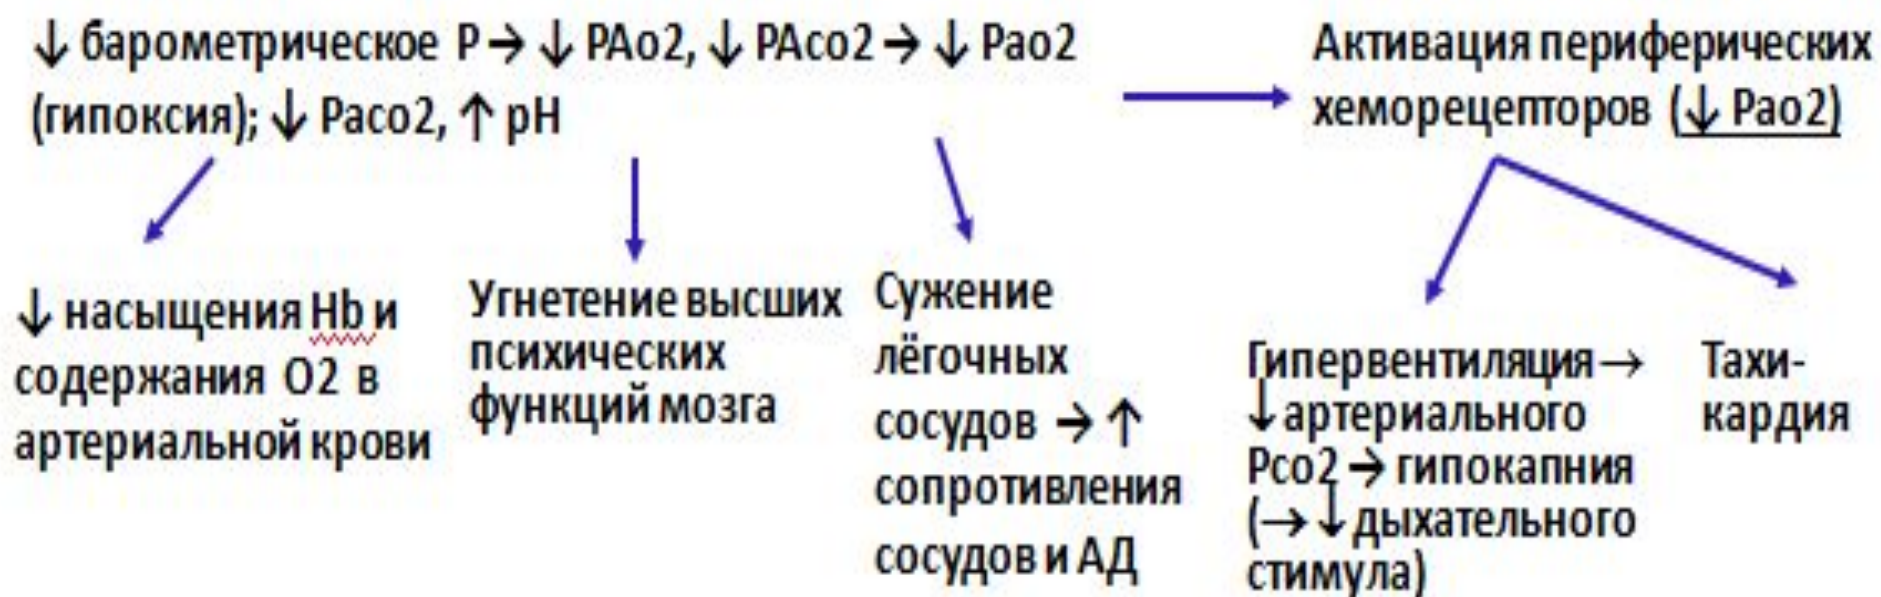 ↓ барометрическое Р → ↓ РАо2, ↓ РАсо2 → ↓ Рао2
(гипоксия); ↓ Расо2, ↑ рН
Активация периферических
хеморецепторов (↓ Рао2)
↓ насыщения Hb и
содержания О2 в
артериальной крови
Угнетение высших
психических
функций мозга
Сужение
лёгочных
сосудов → ↑
сопротивления
сосудов и АД
Гипервентиляция→
↓артериального
Рсо2 → гипокапния
(→ ↓дыхательного
стимула)
Тахи-
кардия